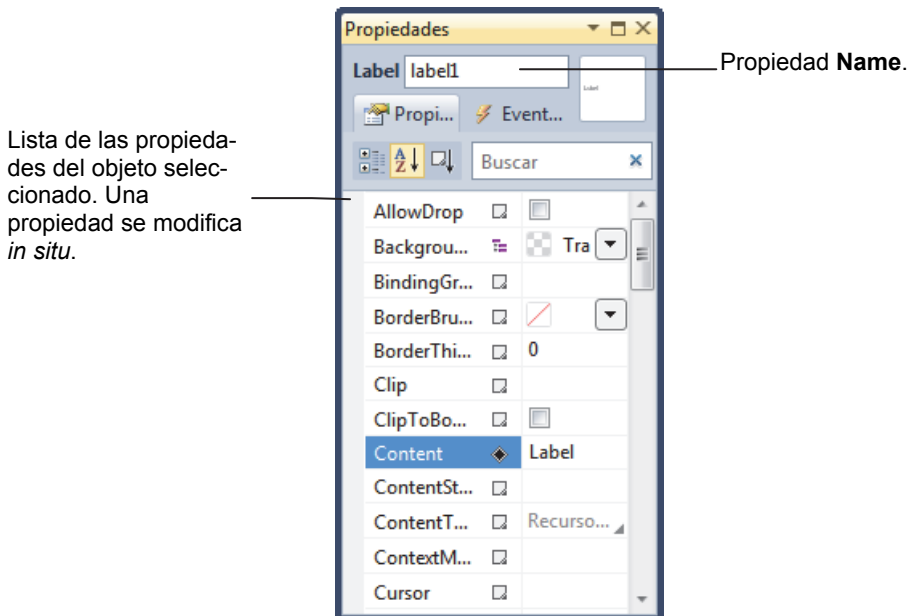 Propiedades
Label label1
Propiedad Name.
Label
Propi... Event...
Buscar
Lista de las propieda-
des del objeto selec-
cionado. Una
propiedad se modifica
in situ.
AllowDrop
Backgrou... Tra
BindingGr...
BorderBru...
BorderThi... 0
Clip
ClipToBo...
Content Label
ContentSt...
ContentT... Recurso...
ContextM...
Cursor